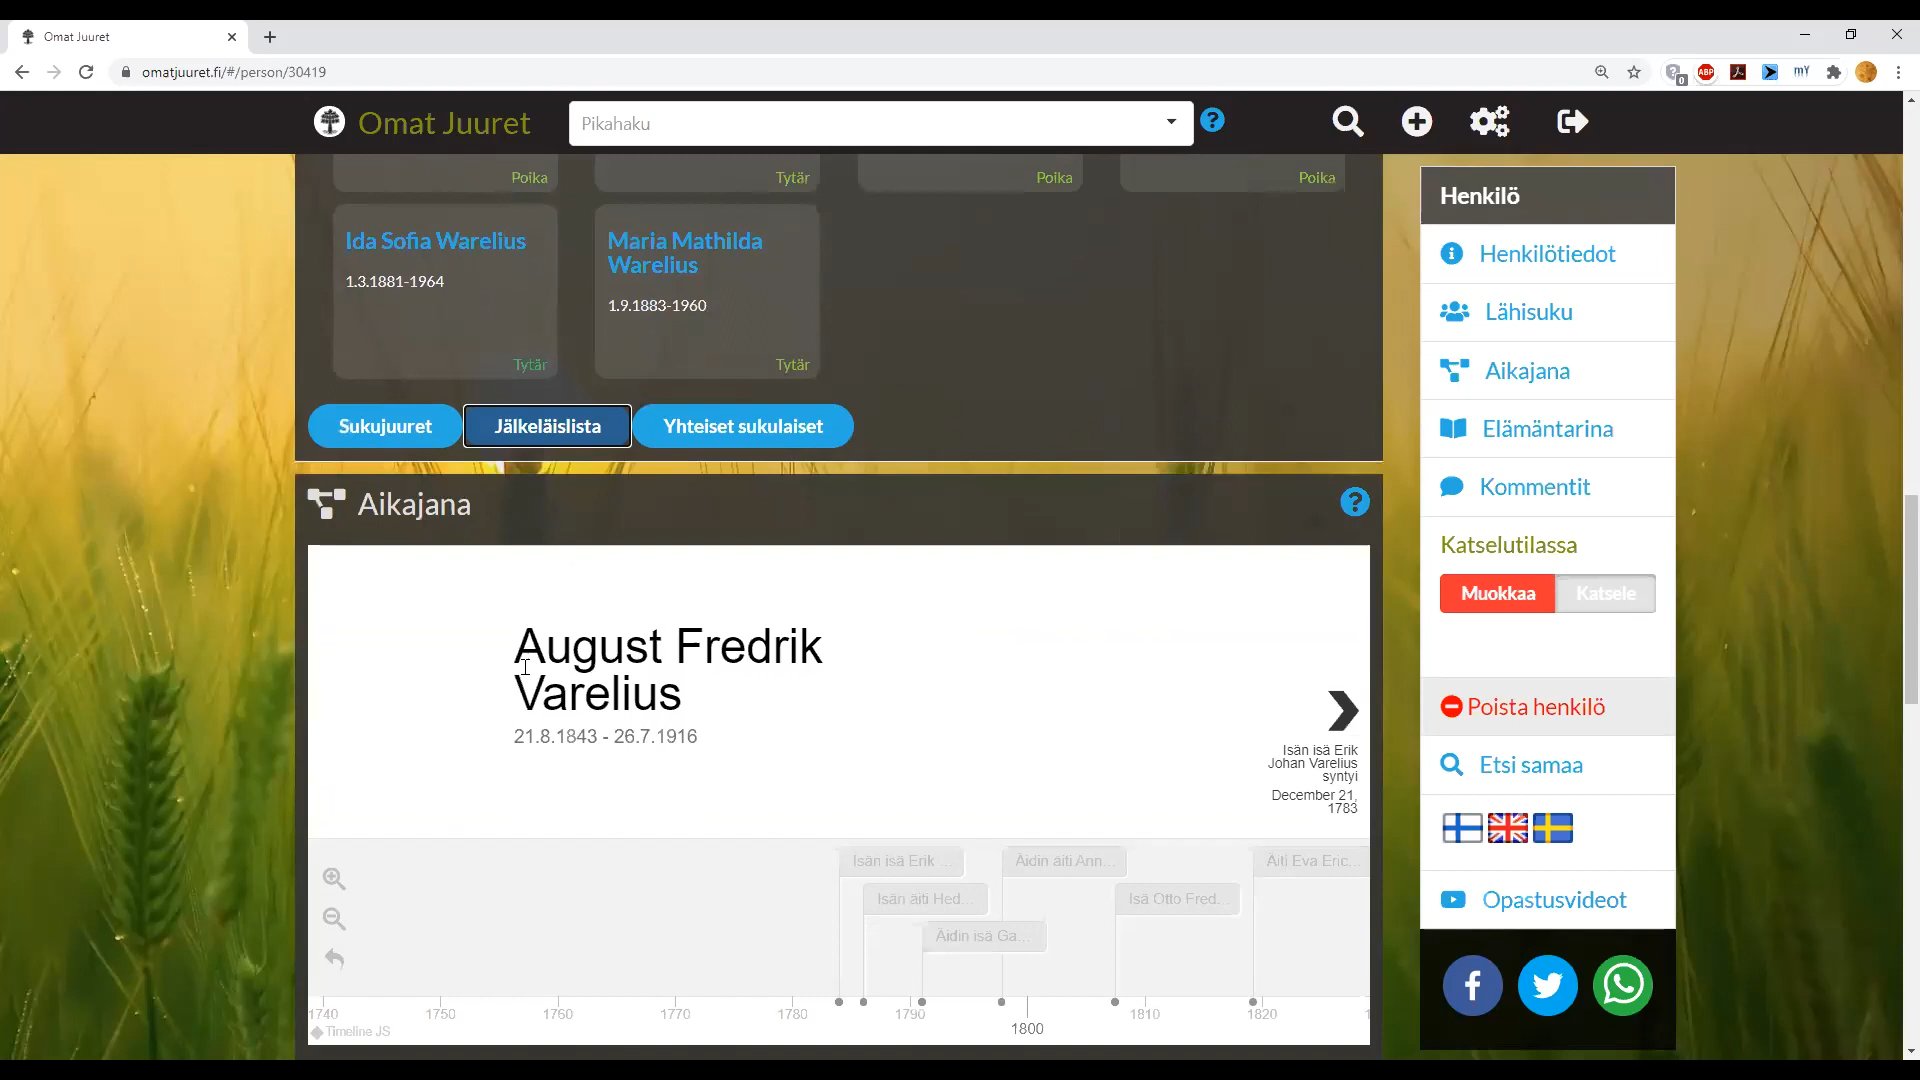 Omat Juuret
omatjuuret.fi/#/person/30419
0
ABP
mY
Omat Juuret
Pikahaku
?
Poika
Tytär
Poika
Poika
Ida Sofia Warelius
1.3.1881-1964
Tytär
Maria Mathilda
Warelius
1.9.1883-1960
Tytär
Sukujuuret
Jälkeläislista
Yhteiset sukulaiset
Aikajana
?
August Fredrik
Varelius
21.8.1843 - 26.7.1916
Isän isä Erik
Johan Varelius
syntyi
December 21,
1783
Isän isä Erik ...
Äidin äiti Ann...
Äiti Eva Eric...
Isän äiti Hed...
Isä Otto Fred...
Äidin isä Ga...
1740
1750
1760
1770
1780
1790
1800
1810
1820
Timeline JS
Henkilö
Henkilötiedot
Lähisuku
Aikajana
Elämäntarina
Kommentit
Katselutilassa
Muokkaa
Katsele
Poista henkilö
Etsi samaa
Opastusvideot